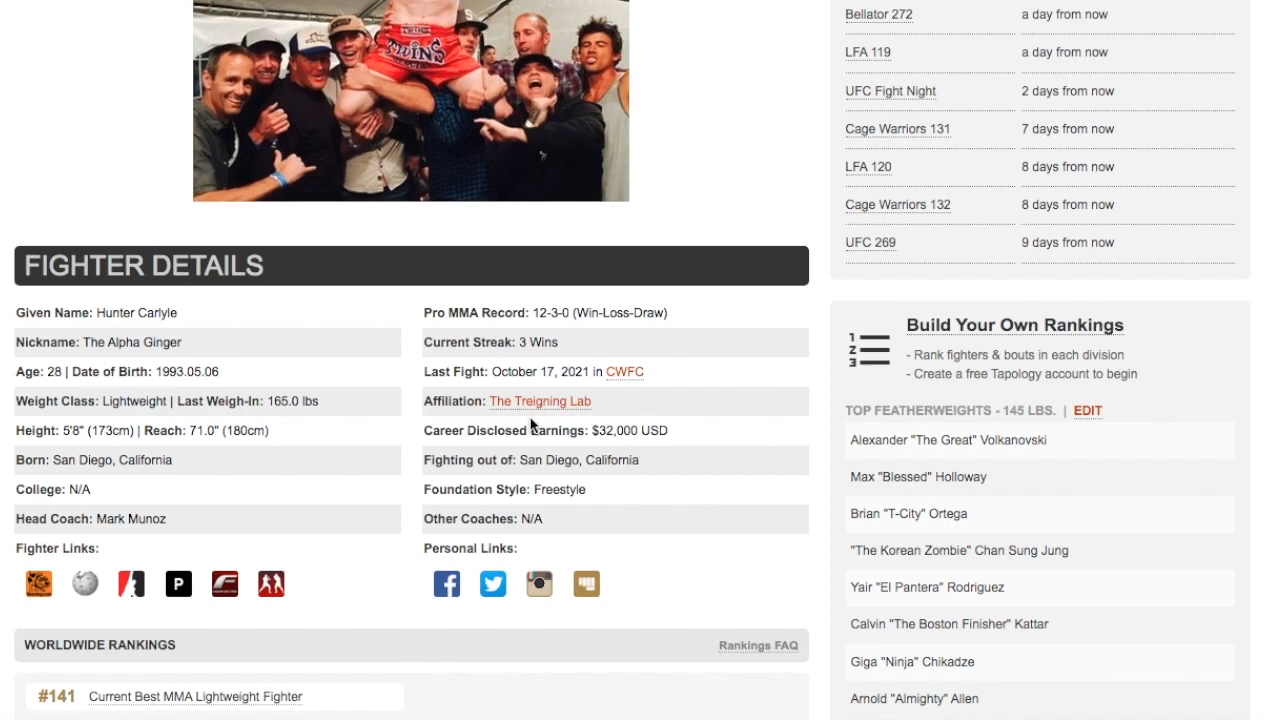 TWINS
TWiNS
FIGHTER DETAILS
Given Name: Hunter Carlyle
Nickname: The Alpha Ginger
Age: 28 | Date of Birth: 1993.05.06
Weight Class: Lightweight | Last Weigh-In: 165.0 lbs
Height: 5'8" (173cm) | Reach: 71.0" (180cm)
Born: San Diego, California
College: N/A
Head Coach: Mark Munoz
Fighter Links:
P
Pro MMA Record: 12-3-0 (Win-Loss-Draw)
Current Streak: 3 Wins
Last Fight: October 17, 2021 in CWFC
Affiliation: The Treigning Lab
Career Disclosed Earnings: $32,000 USD
Fighting out of: San Diego, California
Foundation Style: Freestyle
Other Coaches: N/A
Personal Links:
WORLDWIDE RANKINGS Rankings FAQ
#141 Current Best MMA Lightweight Fighter
Bellator 272 a day from now
LFA 119 a day from now
UFC Fight Night 2 days from now
Cage Warriors 131 7 days from now
LFA 120 8 days from now
Cage Warriors 132 8 days from now
UFC 269 9 days from now
1
2
3
Build Your Own Rankings
- Rank fighters & bouts in each division
- Create a free Tapology account to begin
TOP FEATHERWEIGHTS - 145 LBS. | EDIT
Alexander "The Great" Volkanovski
Max "Blessed" Holloway
Brian "T-City" Ortega
"The Korean Zombie" Chan Sung Jung
Yair "El Pantera" Rodriguez
Calvin "The Boston Finisher" Kattar
Giga "Ninja" Chikadze
Arnold "Almighty" Allen